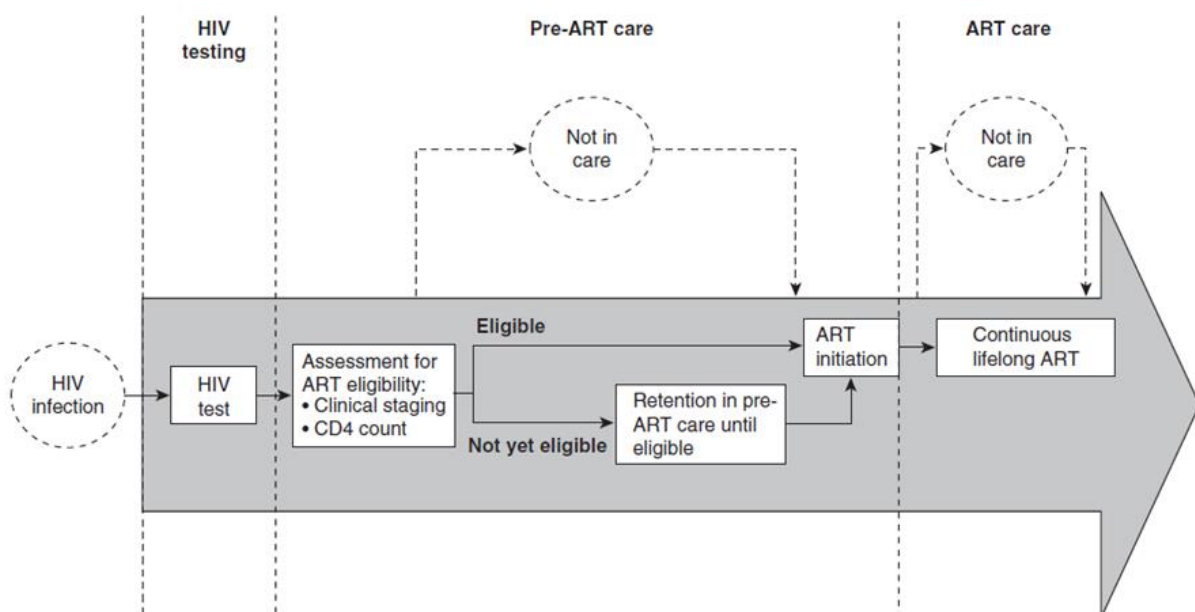 HIV
testing
Pre-ART care
ART care
Not in
care
Not in
care
HIV
infection
HIV
test
Assessment for
ART eligibility:
• Clinical staging
• CD4 count
Eligible
Not yet eligible
Retention in pre-
ART care until
eligible
ART
initiation
Continuous
lifelong ART